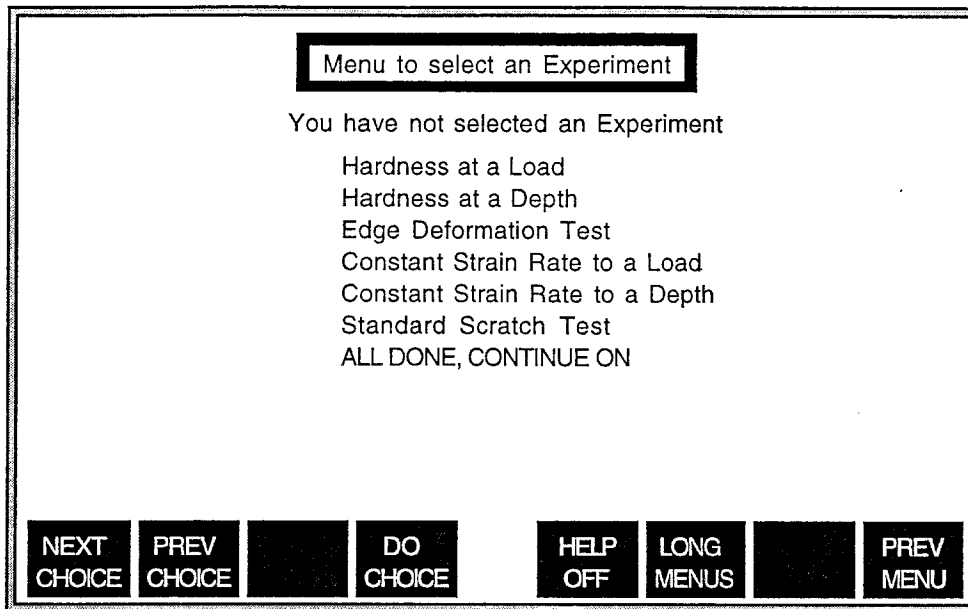 Menu to select an Experiment
You have not selected an Experiment
Hardness at a Load
Hardness at a Depth
Edge Deformation Test
Constant Strain Rate to a Load
Constant Strain Rate to a Depth
Standard Scratch Test
ALL DONE, CONTINUE ON
NEXT CHOICE
PREV CHOICE
DO CHOICE
HELP OFF
LONG MENUS
PREV MENU